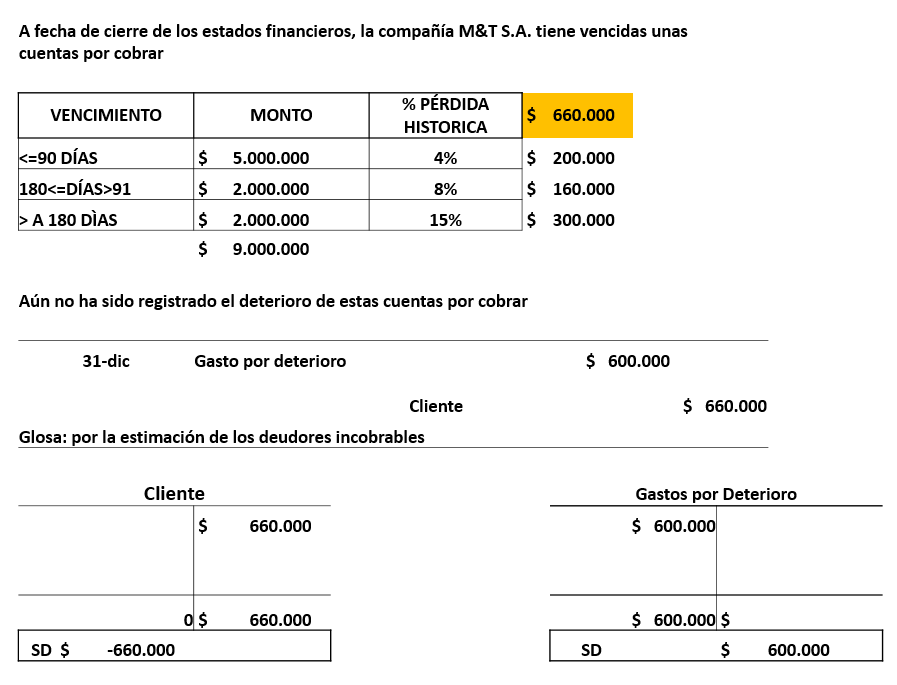 A fecha de cierre de los estados financieros, la compañía M&T S.A. tiene vencidas unas
cuentas por cobrar
VENCIMIENTO MONTO % PÉRDIDA HISTORICA $ 660.000
<=90 DÍAS $ 5.000.000 4% $ 200.000
180<=DÍAS>91 $ 2.000.000 8% $ 160.000
> A 180 DÌAS $ 2.000.000 15% $ 300.000
$ 9.000.000
Aún no ha sido registrado el deterioro de estas cuentas por cobrar
31-dic Gasto por deterioro $ 600.000
Cliente $ 660.000
Glosa: por la estimación de los deudores incobrables
Cliente Gastos por Deterioro
$ 660.000 $ 600.000
0 $ 660.000 $ 600.000 $
SD $ -660.000 SD $ 600.000